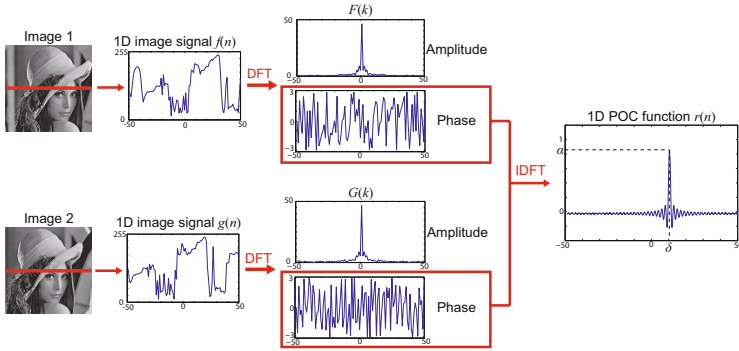 Image 1
1D image signal f(n)
255
0
−50
0
50
DFT
F(k)
50
0
−50
0
50
Amplitude
3
0
−3
−50
0
50
Phase
Image 2
1D image signal g(n)
255
0
−50
0
50
DFT
G(k)
50
0
−50
0
50
Amplitude
3
0
−3
−50
0
50
Phase
IDFT
1D POC function r(n)
1
α
0
−50
0
δ
5